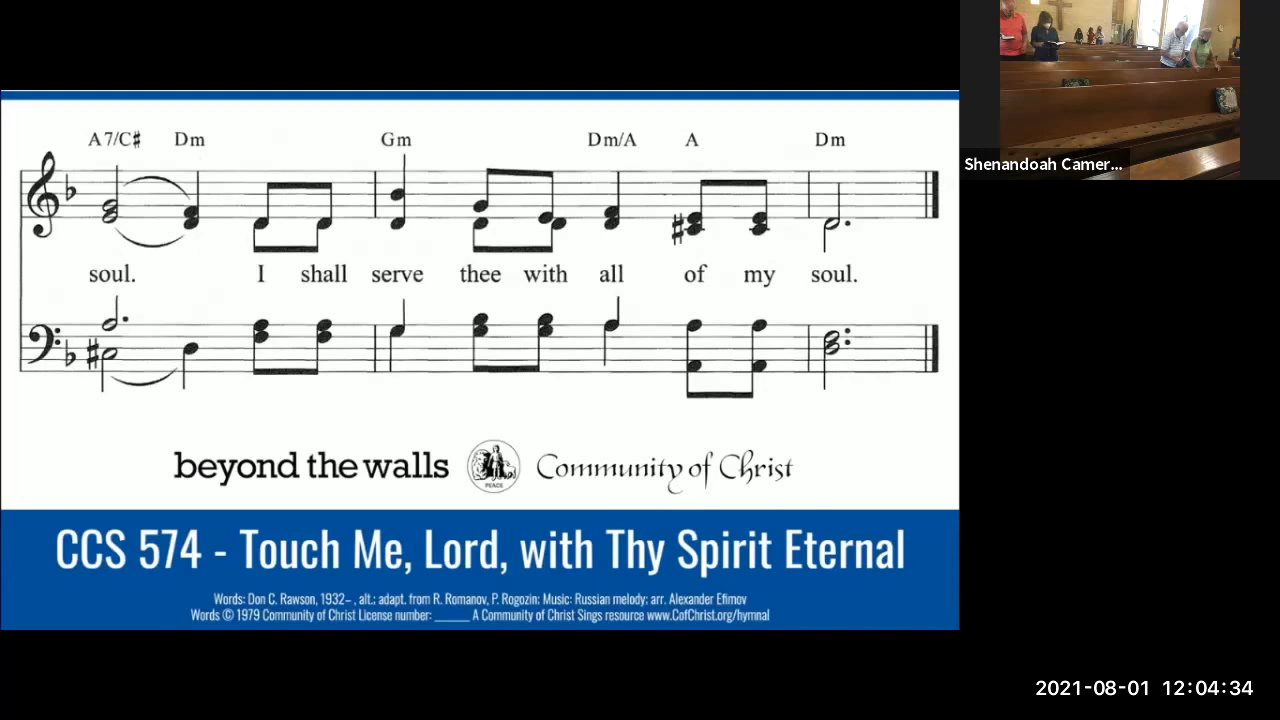 A7/C♯ Dm Gm Dm/A A Dm
soul. I shall serve thee with all of my soul.
beyond the walls
PEACE
Community of Christ
CCS 574 - Touch Me, Lord, with Thy Spirit Eternal
Words: Don C. Rawson, 1932– , alt.; adapt. from R. Romanov, P. Rogozin; Music: Russian melody; arr. Alexander Efimov
Words © 1979 Community of Christ License number: ______ A Community of Christ Sings resource www.CofChrist.org/hymnal
Shenandoah Camer...
2021-08-01 12:04:34